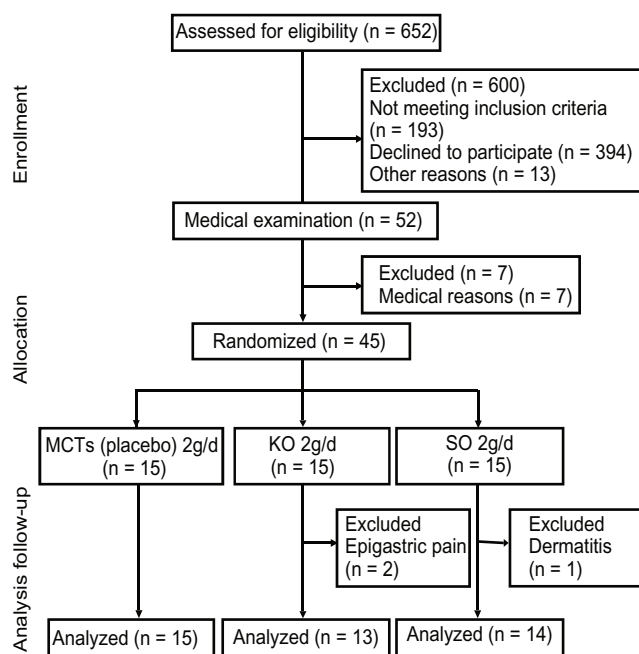 Assessed for eligibility (n = 652)
Enrollment
Excluded (n = 600)
Not meeting inclusion criteria
(n = 193)
Declined to participate (n = 394)
Other reasons (n = 13)
Medical examination (n = 52)
Excluded (n = 7)
Medical reasons (n = 7)
Allocation
Randomized (n = 45)
MCTs (placebo) 2g/d
(n = 15)
KO 2g/d
(n = 15)
SO 2g/d
(n = 15)
Analysis follow-up
Excluded
Epigastric pain
(n = 2)
Excluded
Dermatitis
(n = 1)
Analyzed (n = 15)
Analyzed (n = 13)
Analyzed (n = 14)